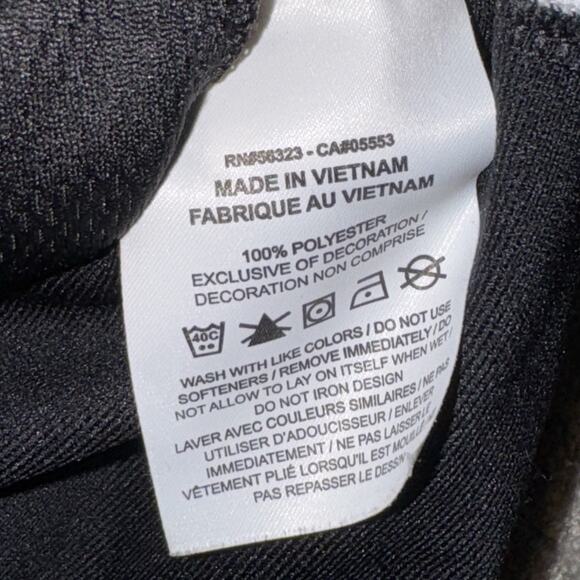 RN#56323 - CA#05553
MADE IN VIETNAM
FABRIQUE AU VIETNAM
100% POLYESTER
EXCLUSIVE OF DECORATION /
DECORATION NON COMPRISE
40C
WASH WITH LIKE COLORS / DO NOT USE
SOFTENERS / REMOVE IMMEDIATELY / DO
NOT ALLOW TO LAY ON ITSELF WHEN WET /
DO NOT IRON DESIGN
LAVER AVEC COULEURS SIMILAIRES / NE PAS
UTILISER D'ADOUCISSEUR / ENLEVER
IMMEDIATEMENT / NE PAS LAISSER LE
VÊTEMENT PLIÉ LORSQU'IL EST
PAS REPASSER LE DESSIN